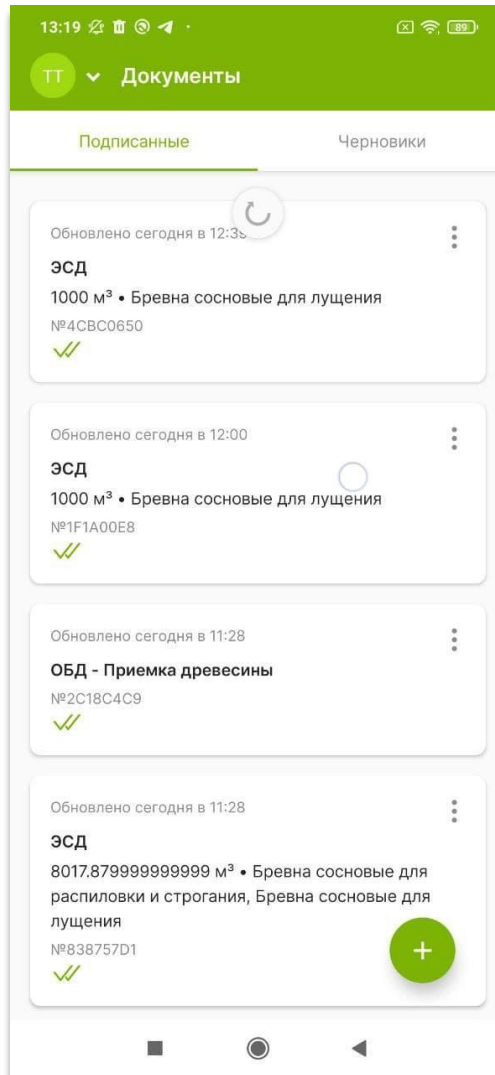 13:19
89
ТТ
Документы
Подписанные
Черновики
Обновлено сегодня в 12:39
ЭСД
1000 м³ • Бревна сосновые для лущения
№4CBC0650
Обновлено сегодня в 12:00
ЭСД
1000 м³ • Бревна сосновые для лущения
№1F1A00E8
Обновлено сегодня в 11:28
ОБД - Приемка древесины
№2C18C4C9
Обновлено сегодня в 11:28
ЭСД
8017.879999999999 м³ • Бревна сосновые для
распиловки и строгания, Бревна сосновые для
лущения
№838757D1